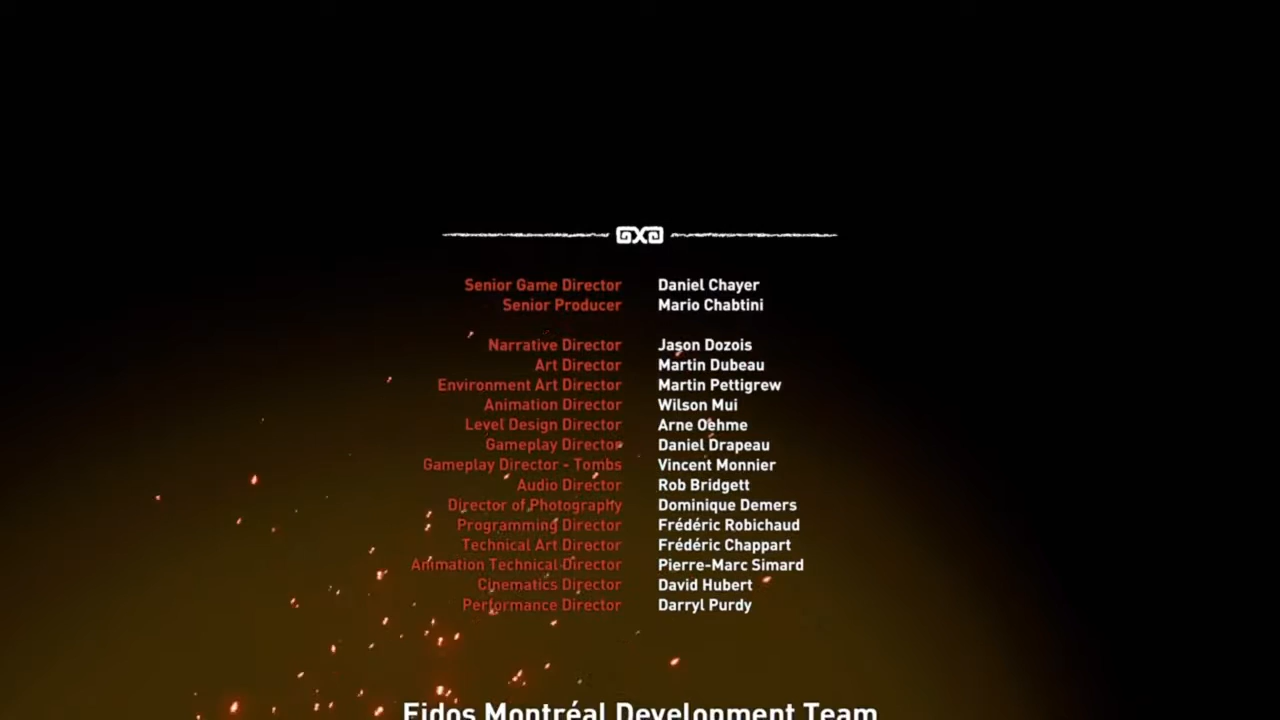 Senior Game Director Daniel Chayer
Senior Producer Mario Chabtini
Narrative Director Jason Dozois
Art Director Martin Dubeau
Environment Art Director Martin Pettigrew
Animation Director Wilson Mui
Level Design Director Arne Oehme
Gameplay Director Daniel Drapeau
Gameplay Director - Tombs Vincent Monnier
Audio Director Rob Bridgett
Director of Photography Dominique Demers
Programming Director Frédéric Robichaud
Technical Art Director Frédéric Chappart
Animation Technical Director Pierre-Marc Simard
Cinematics Director David Hubert
Performance Director Darryl Purdy
Eidos Montréal Development Team